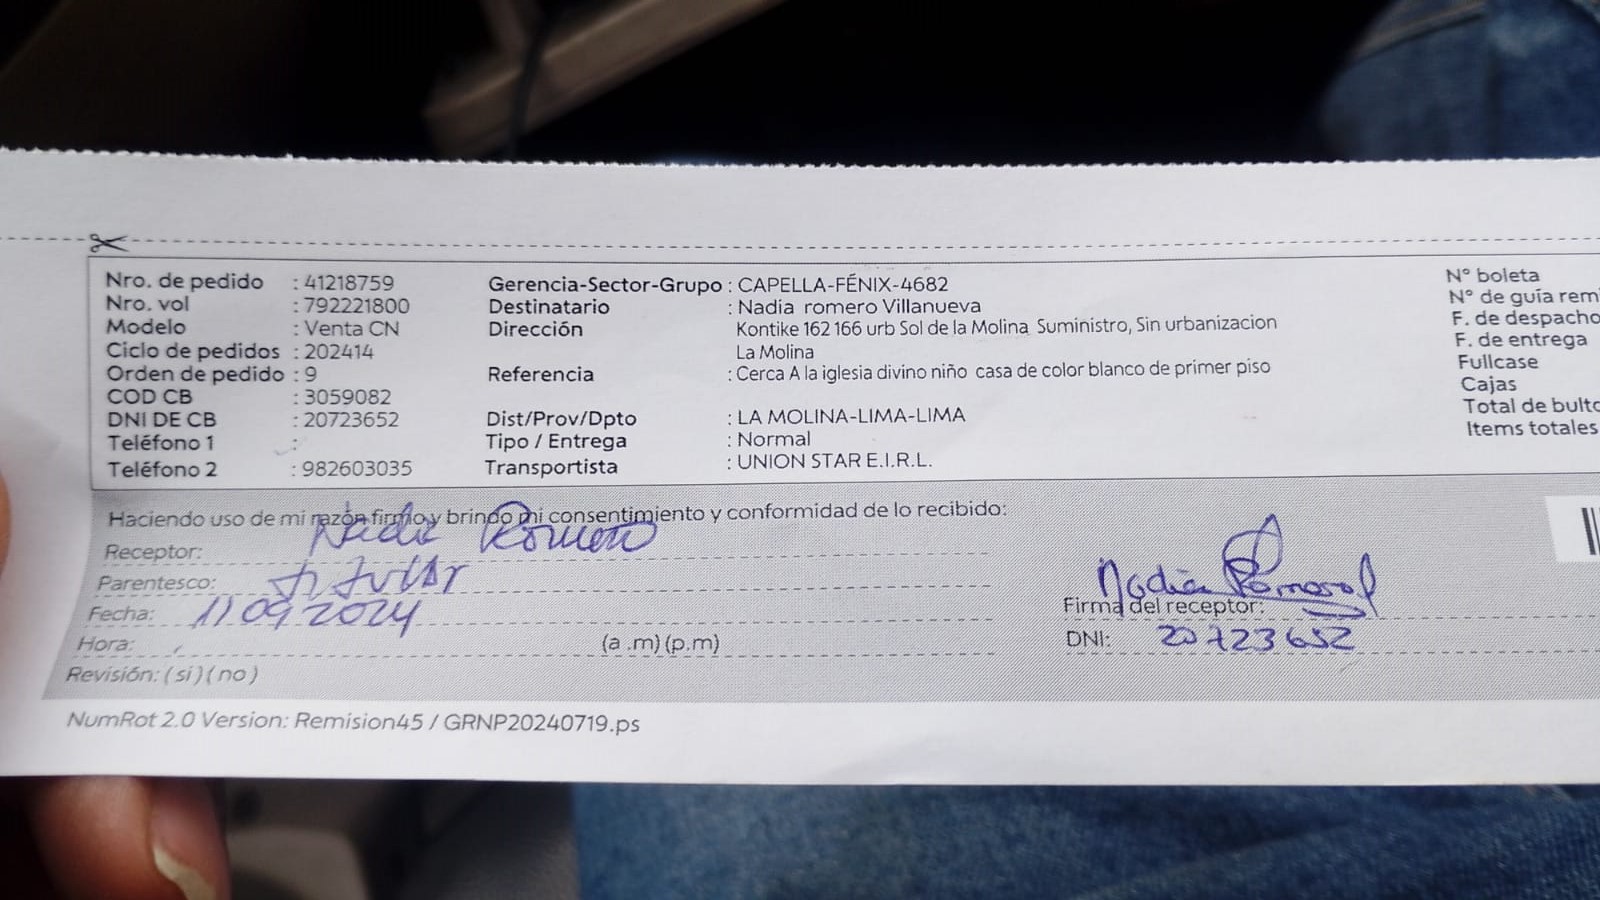 Nro. de pedido : 41218759 Gerencia-Sector-Grupo : CAPELLA-FÉNIX-4682 N° boleta
Nro. vol : 792221800 Destinatario : Nadia romero Villanueva N° de guía remi
Modelo : Venta CN Dirección Kontike 162 166 urb Sol de la Molina Suministro, Sin urbanizacion F. de despacho
Ciclo de pedidos : 202414 La Molina F. de entrega
Orden de pedido : 9 Referencia : Cerca A la iglesia divino niño casa de color blanco de primer piso Fullcase
COD CB : 3059082 Cajas
DNI DE CB : 20723652 Dist/Prov/Dpto : LA MOLINA-LIMA-LIMA Total de bulto
Teléfono 1 : Tipo / Entrega : Normal Items totales
Teléfono 2 : 982603035 Transportista : UNION STAR E.I.R.L.
Haciendo uso de mi razón firmo y brindo mi consentimiento y conformidad de lo recibido:
Receptor: Nadia Romero
Parentesco: titular
Fecha: 11 09 2024
Nadia Romero
Firma del receptor:
Hora: (a .m) (p.m)
DNI: 20723652
Revisión: ( si ) ( no )
NumRot 2.0 Version: Remision45 / GRNP20240719.ps